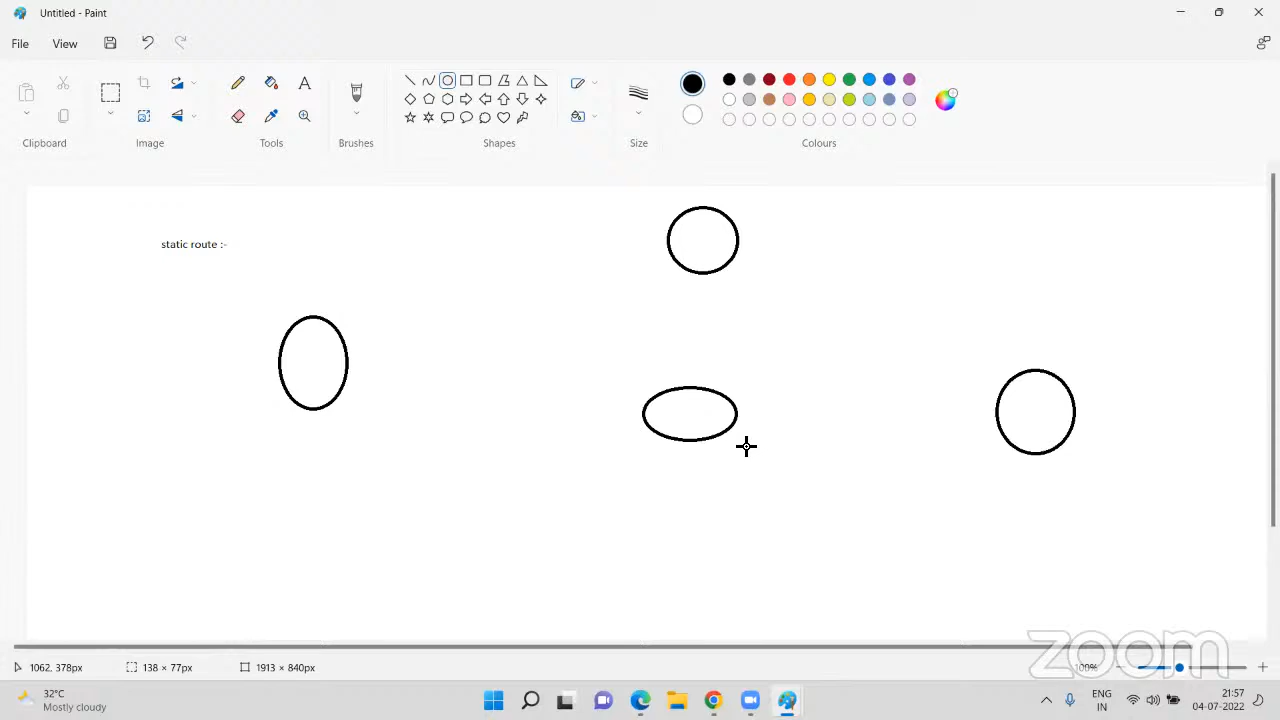 Untitled - Paint
File View
Clipboard
Image
Tools
Brushes
Shapes
Size
Colours
static route :-
1062, 378px
138 × 77px
1913 × 840px
100%
zoom
32°C
Mostly cloudy
ENG
IN
21:57
04-07-2022